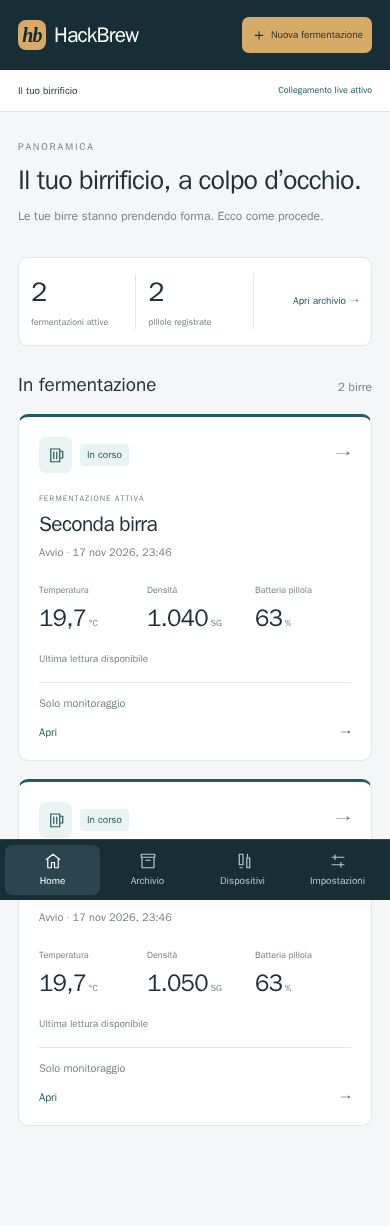 hb HackBrew
+ Nuova fermentazione
Il tuo birrificio
Collegamento live attivo
PANORAMICA
Il tuo birrificio, a colpo d’occhio.
Le tue birre stanno prendendo forma. Ecco come procede.
2
fermentazioni attive
2
pillole registrate
Apri archivio →
In fermentazione
2 birre
In corso
→
FERMENTAZIONE ATTIVA
Seconda birra
Avvio · 17 nov 2026, 23:46
Temperatura Densità Batteria pillola
19,7 °C 1.040 SG 63 %
Ultima lettura disponibile
Solo monitoraggio
Apri →
In corso
→
Home Archivio Dispositivi Impostazioni
Avvio · 17 nov 2026, 23:46
Temperatura Densità Batteria pillola
19,7 °C 1.050 SG 63 %
Ultima lettura disponibile
Solo monitoraggio
Apri →